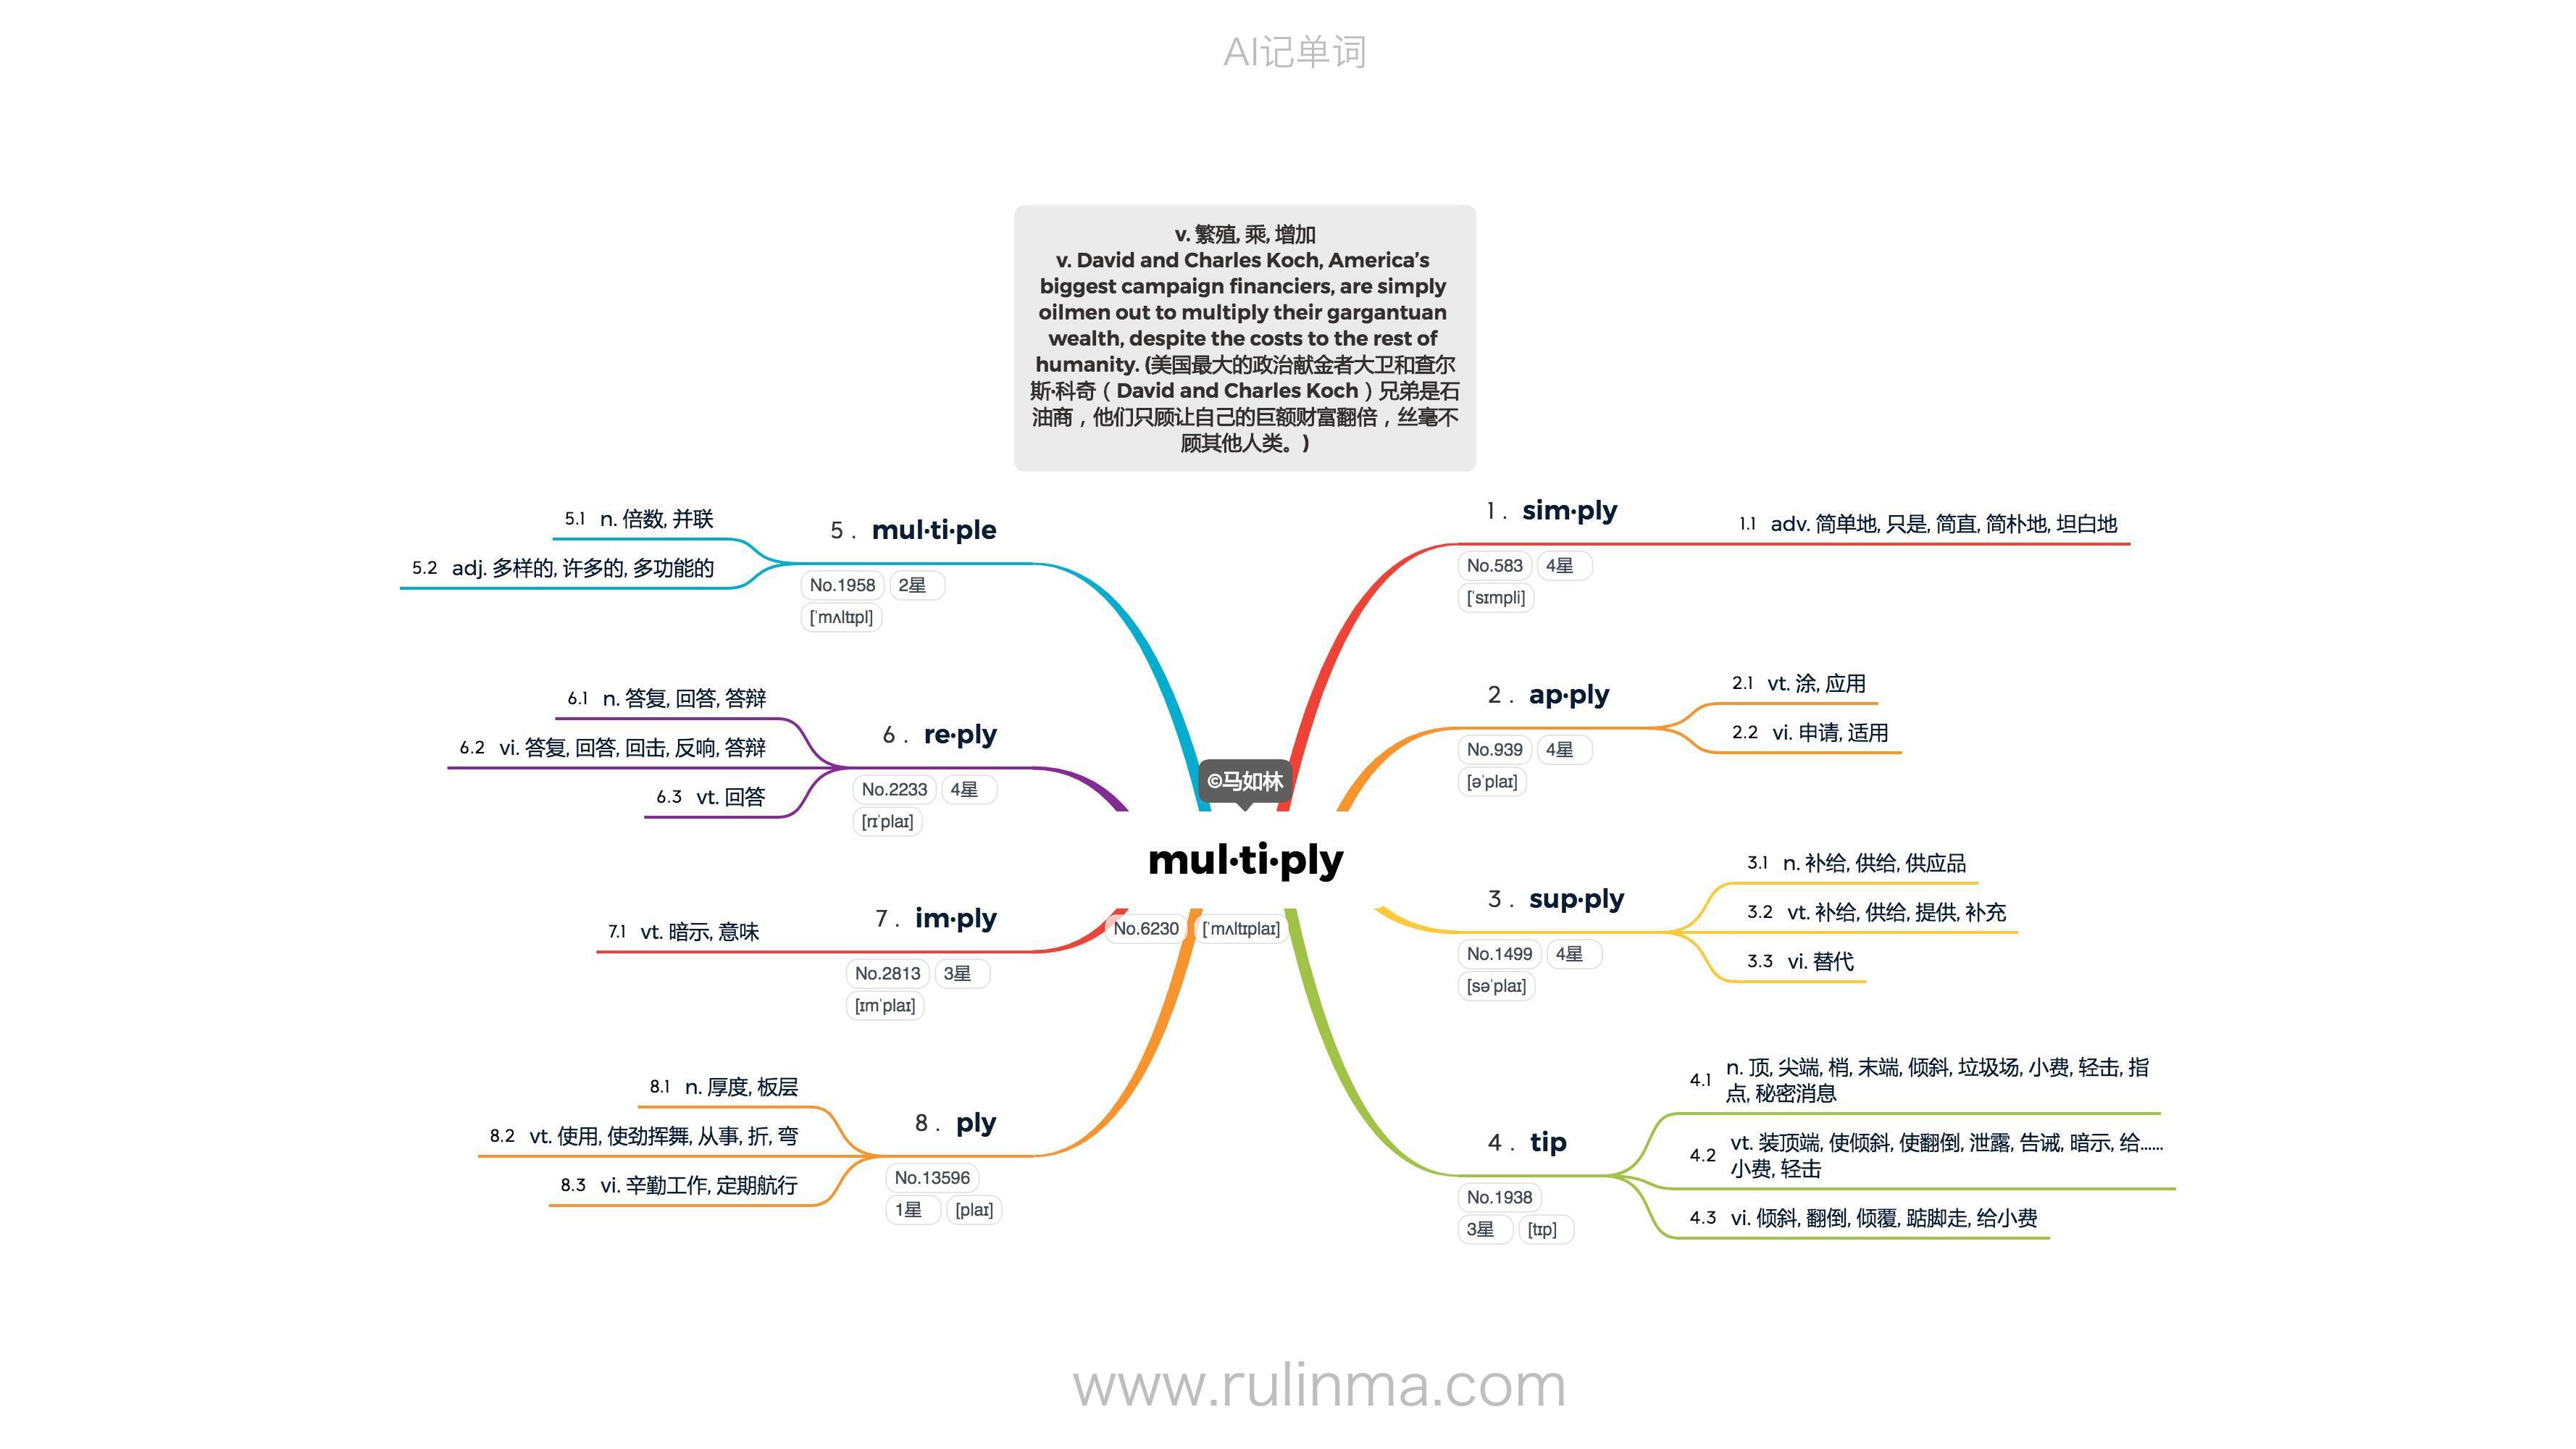 AI记单词
v. 繁殖, 乘, 增加
v. David and Charles Koch, America’s
biggest campaign financiers, are simply
oilmen out to multiply their gargantuan
wealth, despite the costs to the rest of
humanity. (美国最大的政治献金者大卫和查尔
斯·科奇（David and Charles Koch）兄弟是石
油商，他们只顾让自己的巨额财富翻倍，丝毫不
顾其他人类。)
©马如林
mul·ti·ply
No.6230 [ˈmʌltɪplaɪ]
1. sim·ply
No.583 4星
[ˈsɪmpli]
1.1 adv. 简单地, 只是, 简直, 简朴地, 坦白地
2. ap·ply
No.939 4星
[əˈplaɪ]
2.1 vt. 涂, 应用
2.2 vi. 申请, 适用
3. sup·ply
No.1499 4星
[səˈplaɪ]
3.1 n. 补给, 供给, 供应品
3.2 vt. 补给, 供给, 提供, 补充
3.3 vi. 替代
4. tip
No.1938
3星 [tɪp]
4.1 n. 顶, 尖端, 梢, 末端, 倾斜, 垃圾场, 小费, 轻击, 指
点, 秘密消息
4.2 vt. 装顶端, 使倾斜, 使翻倒, 泄露, 告诫, 暗示, 给……
小费, 轻击
4.3 vi. 倾斜, 翻倒, 倾覆, 踮脚走, 给小费
5. mul·ti·ple
No.1958 2星
[ˈmʌltɪpl]
5.1 n. 倍数, 并联
5.2 adj. 多样的, 许多的, 多功能的
6. re·ply
No.2233 4星
[rɪˈplaɪ]
6.1 n. 答复, 回答, 答辩
6.2 vi. 答复, 回答, 回击, 反响, 答辩
6.3 vt. 回答
7. im·ply
No.2813 3星
[ɪmˈplaɪ]
7.1 vt. 暗示, 意味
8. ply
No.13596
1星 [plaɪ]
8.1 n. 厚度, 板层
8.2 vt. 使用, 使劲挥舞, 从事, 折, 弯
8.3 vi. 辛勤工作, 定期航行
www.rulinma.com